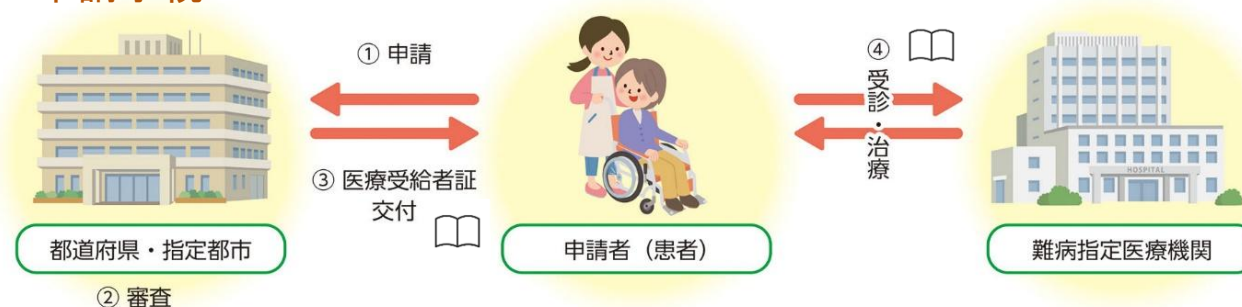 ① 申請
③ 医療受給者証
交付
④
受診・治療
HOSPITAL
都道府県・指定都市
申請者（患者）
難病指定医療機関
② 審査